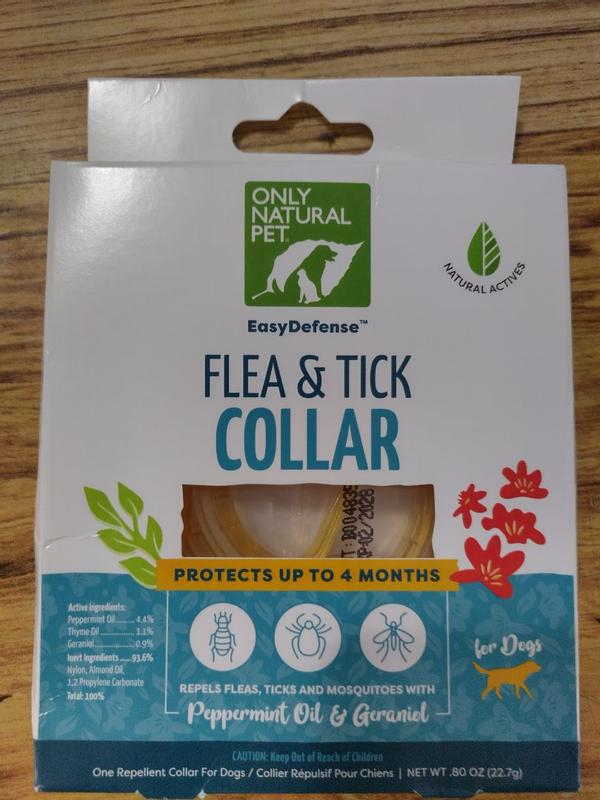 ONLY
NATURAL
PET
EasyDefense™
NATURAL ACTIVES
FLEA & TICK
COLLAR
B004835
02/2028
PROTECTS UP TO 4 MONTHS
Active Ingredients:
Peppermint Oil ........ 4.4%
Thyme Oil ............... 1.1%
Geraniol ................. 0.9%
Inert Ingredients ...... 93.6%
Nylon, Almond Oil,
1,2 Propylene Carbonate
Total: 100%
for Dogs
REPELS FLEAS, TICKS AND MOSQUITOES WITH
Peppermint Oil & Geraniol
CAUTION: Keep Out of Reach of Children
One Repellent Collar For Dogs / Collier Répulsif Pour Chiens | NET WT .80 OZ (22.7g)